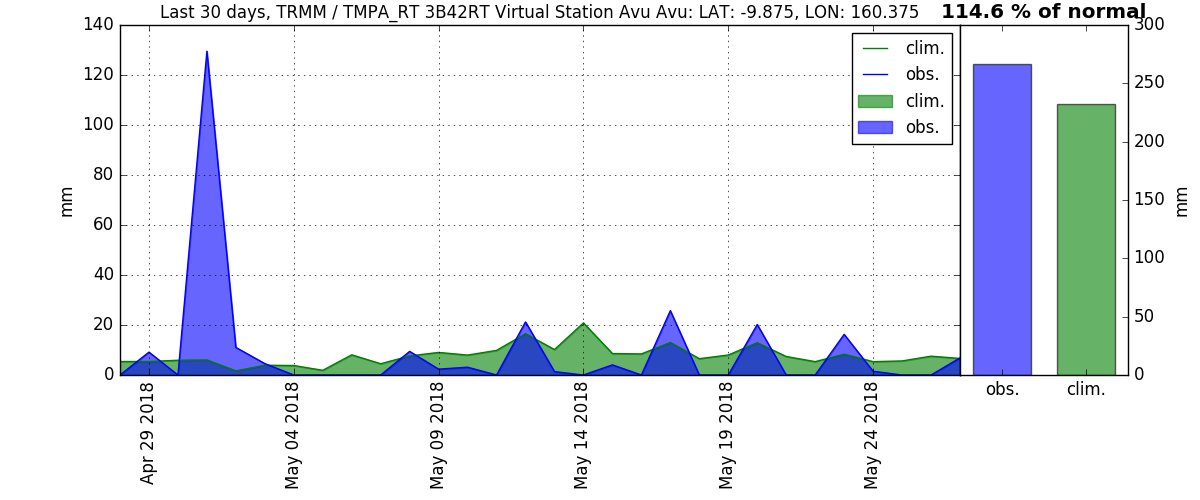 Last 30 days, TRMM / TMPA_RT 3B42RT Virtual Station Avu Avu: LAT: -9.875, LON: 160.375
114.6 % of normal
140
120
100
80
60
40
20
0
mm
clim.
obs.
clim.
obs.
Apr 29 2018
May 04 2018
May 09 2018
May 14 2018
May 19 2018
May 24 2018
300
250
200
150
100
50
0
mm
obs.
clim.